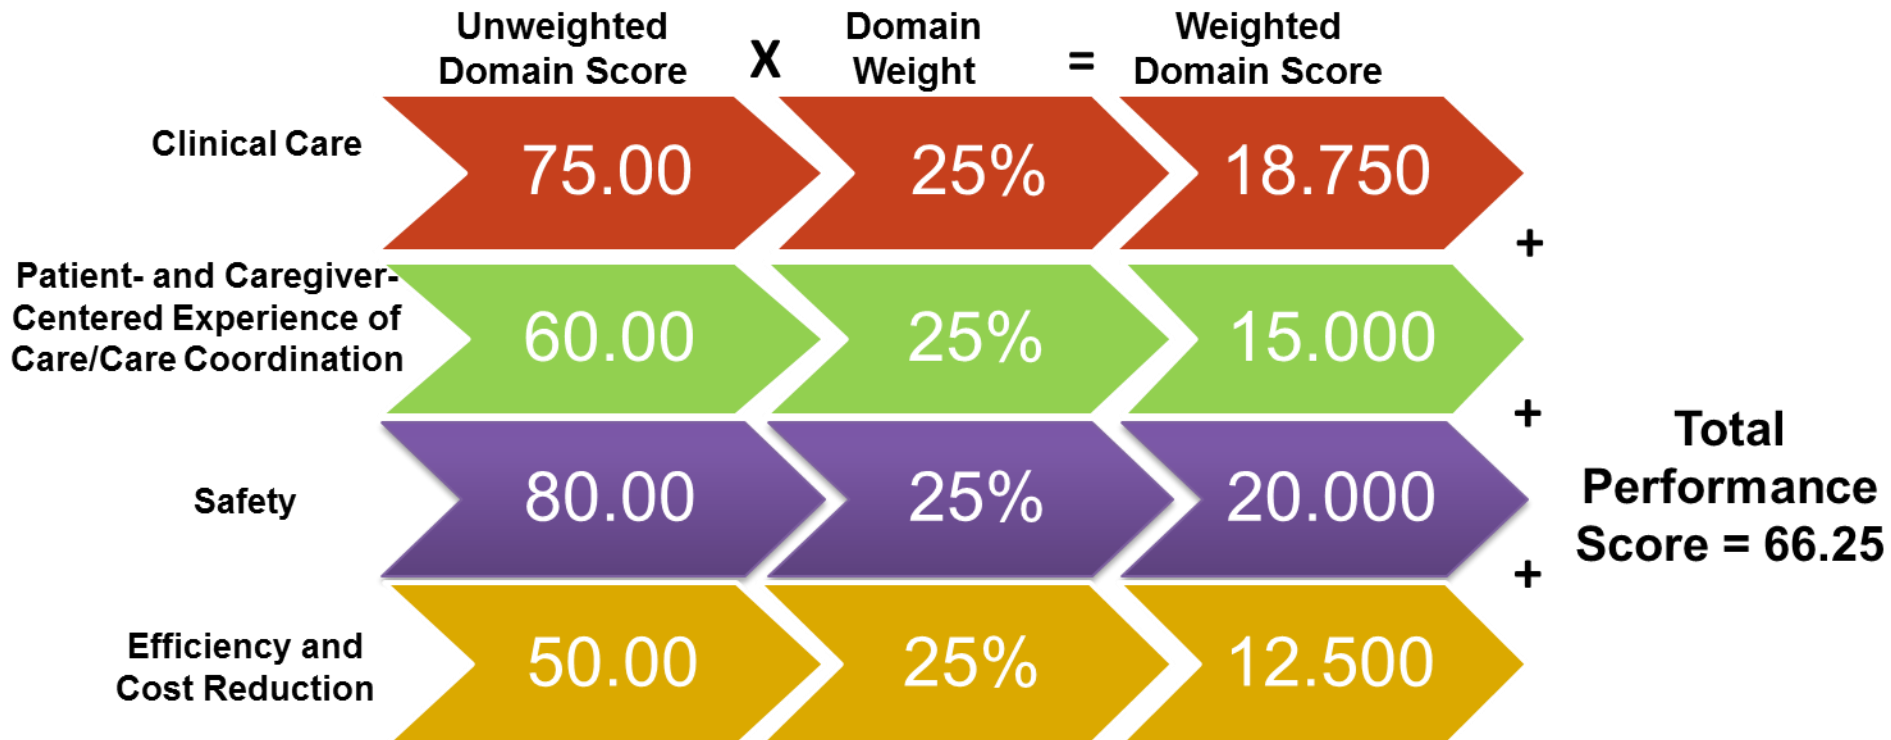 Unweighted
Domain Score
X
Domain
Weight
=
Weighted
Domain Score
Clinical Care
75.00
25%
18.750
+
Patient- and Caregiver-
Centered Experience of
Care/Care Coordination
60.00
25%
15.000
+
Safety
80.00
25%
20.000
+
Efficiency and
Cost Reduction
50.00
25%
12.500
Total
Performance
Score = 66.25